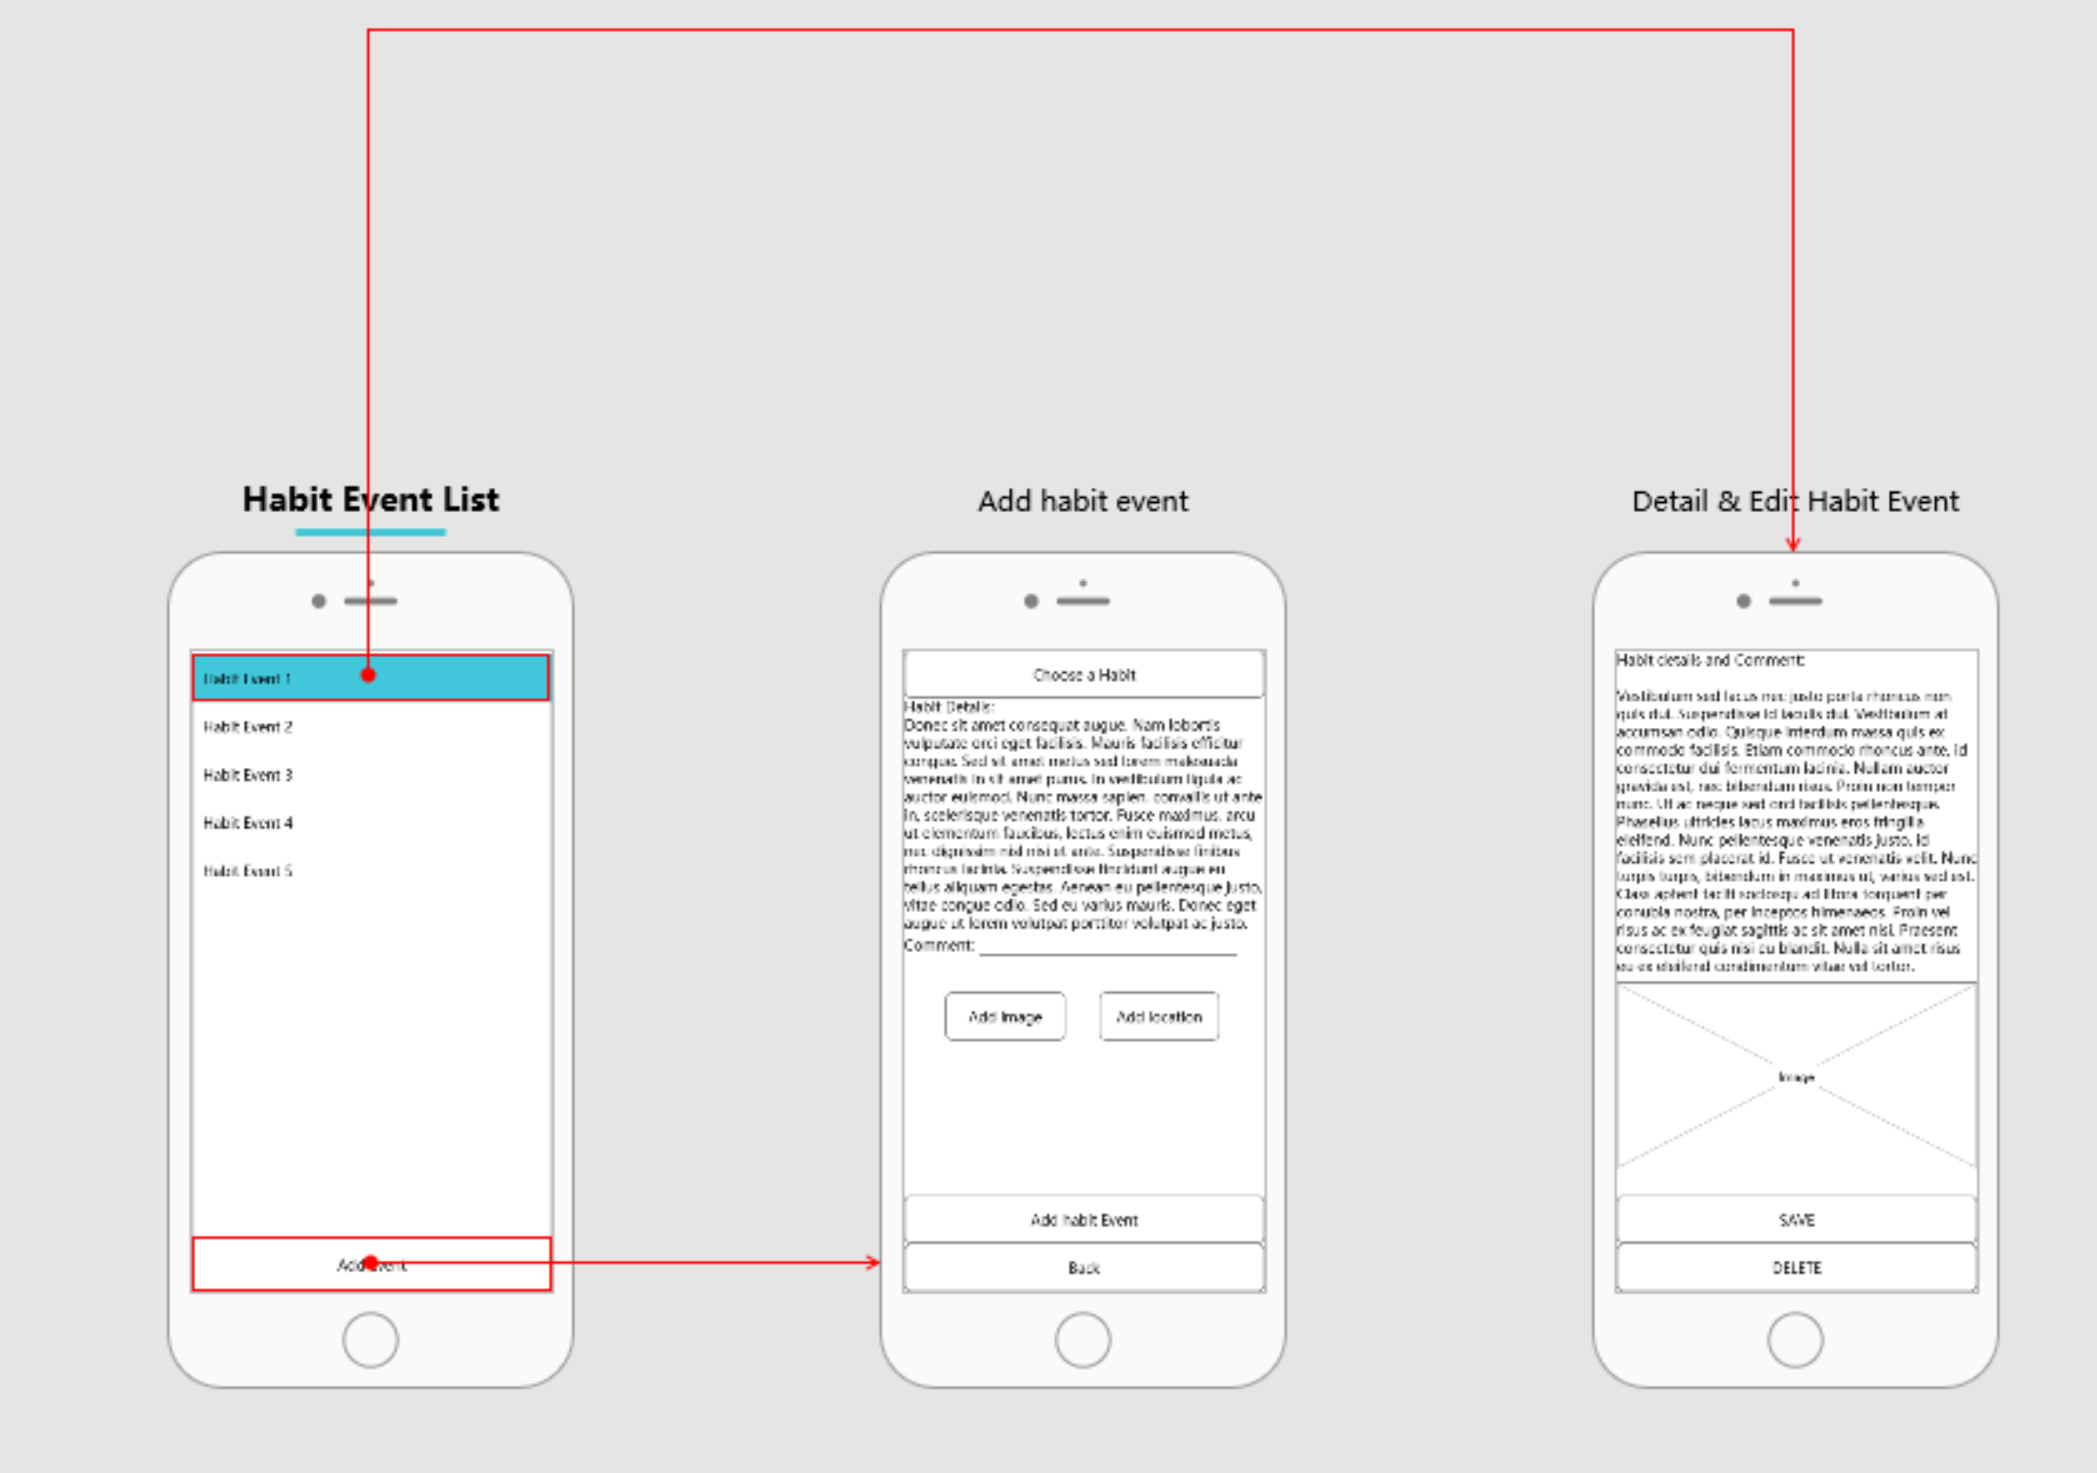 Habit Event List
Habit Event 1
Habit Event 2
Habit Event 3
Habit Event 4
Habit Event 5
Add Event
Add habit event
Choose a Habit
Habit Details:
Donec sit amet consequat augue. Nam lobortis
vulputate orci eget facilisis. Mauris facilisis efficitur
congue. Sed sit amet metus sed lorem malesuada
venenatis in sit amet purus. In vestibulum ligula ac
auctor euismod. Nunc massa sapien, convallis ut ante
in, scelerisque venenatis tortor. Fusce maximus, arcu
ut elementum faucibus, lectus enim euismod metus,
nec dignissim nisl nisi et ante. Suspendisse finibus
rhoncus lacinia. Suspendisse tincidunt augue eu
tellus aliquam egestas. Aenean eu pellentesque justo,
vitae congue odio. Sed eu varius mauris. Donec eget
augue ut lorem volutpat porttitor volutpat ac justo.
Comment:
Add Image
Add location
Add habit Event
Back
Detail & Edit Habit Event
Habit details and Comment:
Vestibulum sed lacus nec justo porta rhoncus non
quis dui. Suspendisse id iaculis dui. Vestibulum at
accumsan odio. Quisque interdum massa quis ex
commodo facilisis. Etiam commodo rhoncus ante, id
consectetur dui fermentum lacinia. Nullam auctor
gravida est, nec bibendum risus. Proin non tempor
nunc. Ut ac neque sed orci facilisis pellentesque.
Phasellus ultricies lacus maximus eros fringilla
eleifend. Nunc pellentesque venenatis justo, id
facilisis sem placerat id. Fusce ut venenatis velit. Nunc
turpis turpis, bibendum in maximus ut, varius sed est.
Class aptent taciti sociosqu ad litora torquent per
conubia nostra, per inceptos himenaeos. Proin vel
risus ac ex feugiat sagittis ac sit amet nisi. Praesent
consectetur quis nisi eu blandit. Nulla sit amet risus
eu ex eleifend condimentum vitae vel tortor.
Image
SAVE
DELETE